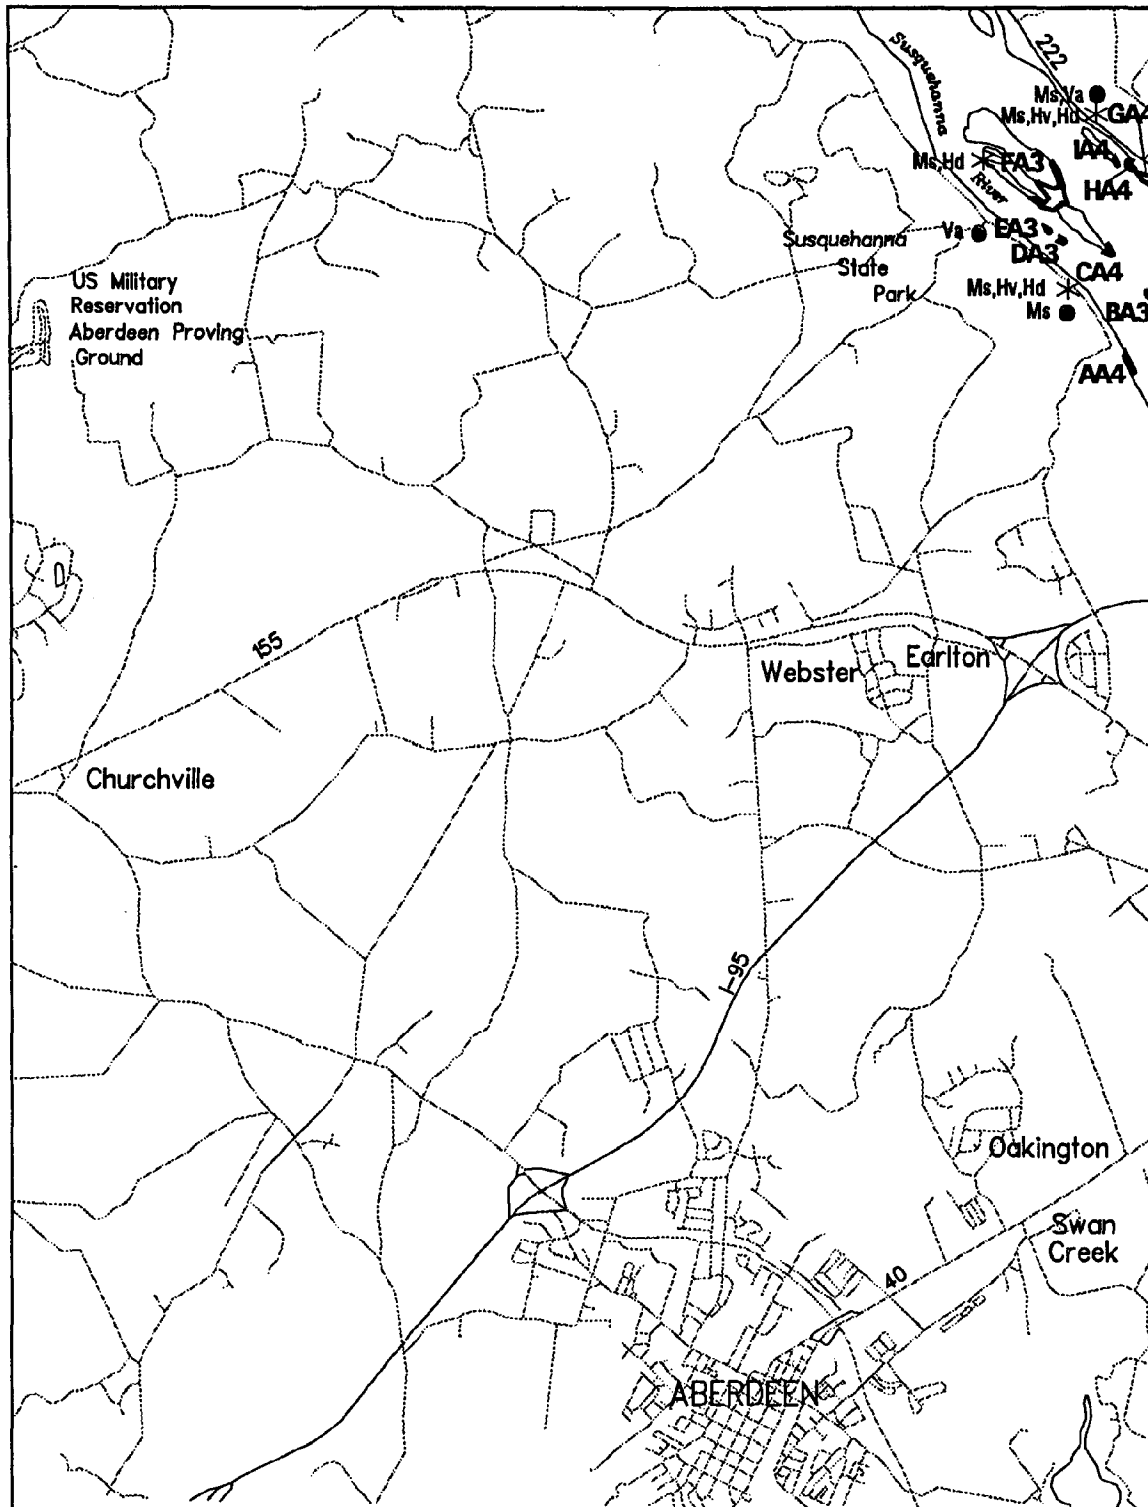 Susquehanna
222
Ms,Va
Ms,Hv,Hd
GA4
IA4
HA4
Ms,Hd
FA3
River
Va
EA3
DA3
Susquehanna
State
Park
CA4
Ms,Hv,Hd
Ms
BA3
AA4
US Military
Reservation
Aberdeen Proving
Ground
155
Webster
Earlton
Churchville
I-95
Oakington
Swan
Creek
40
ABERDEEN